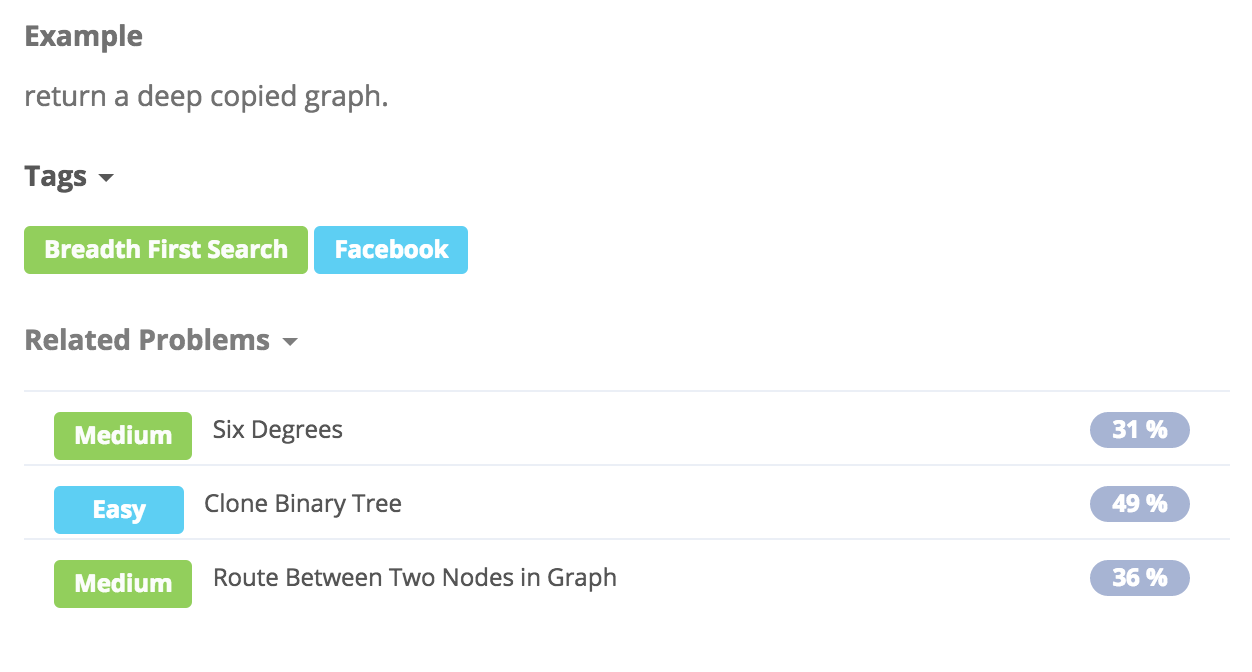 Example
return a deep copied graph.
Tags
Breadth First Search Facebook
Related Problems
Medium Six Degrees 31 %
Easy Clone Binary Tree 49 %
Medium Route Between Two Nodes in Graph 36 %